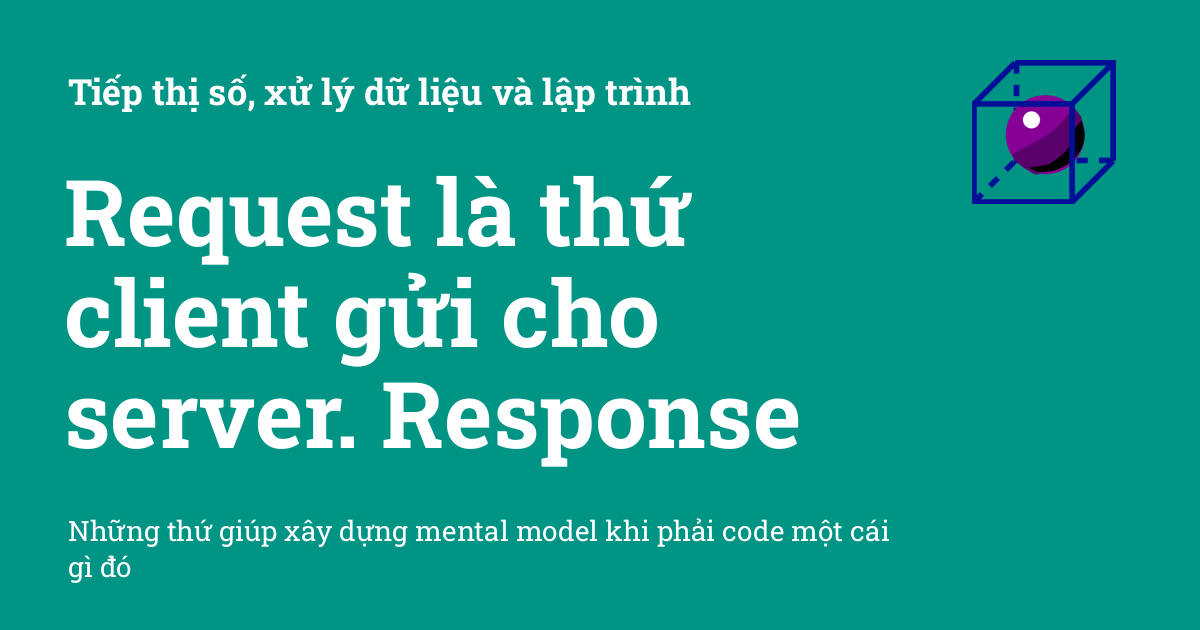 Tiếp thị số, xử lý dữ liệu và lập trình
Request là thứ
client gửi cho
server. Response
Những thứ giúp xây dựng mental model khi phải code một cái
gì đó